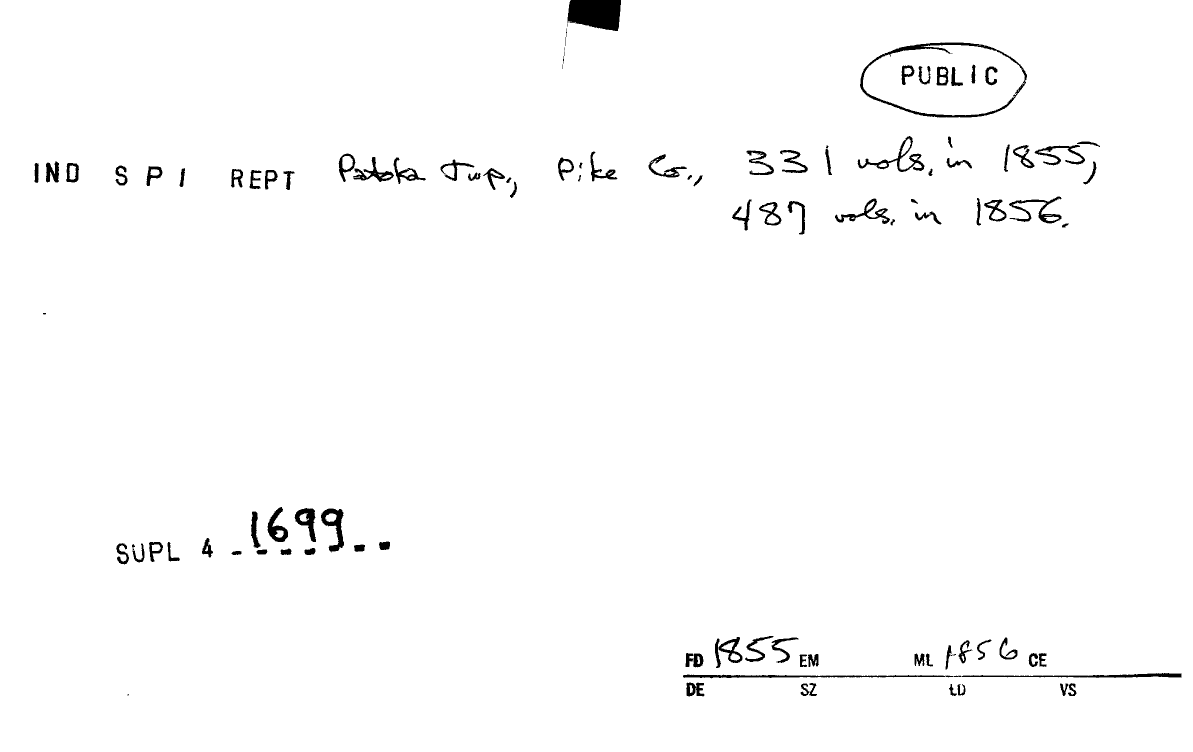 PUBLIC
IND S P I REPT Patoka Twp., Pike Co., 331 vols. in 1855,
487 vols. in 1856.
SUPL 4 1699
FD 1855 EM ML 1856 CE
DE SZ LD VS